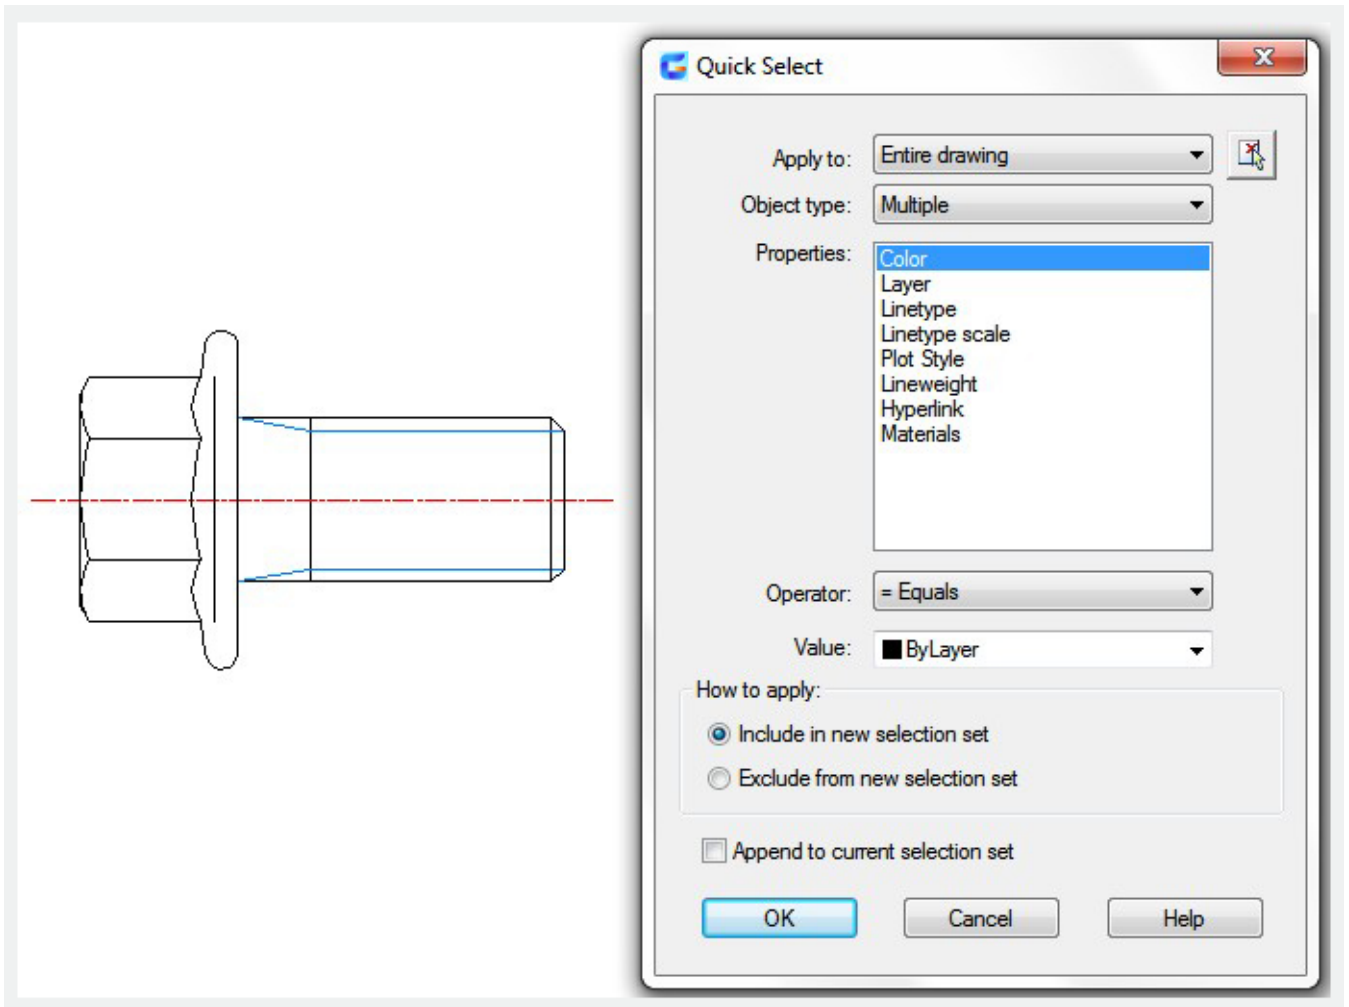 Quick Select
Apply to: Entire drawing
Object type: Multiple
Properties: Color
Layer
Linetype
Linetype scale
Plot Style
Lineweight
Hyperlink
Materials
Operator: = Equals
Value: ByLayer
How to apply:
Include in new selection set
Exclude from new selection set
Append to current selection set
OK Cancel Help